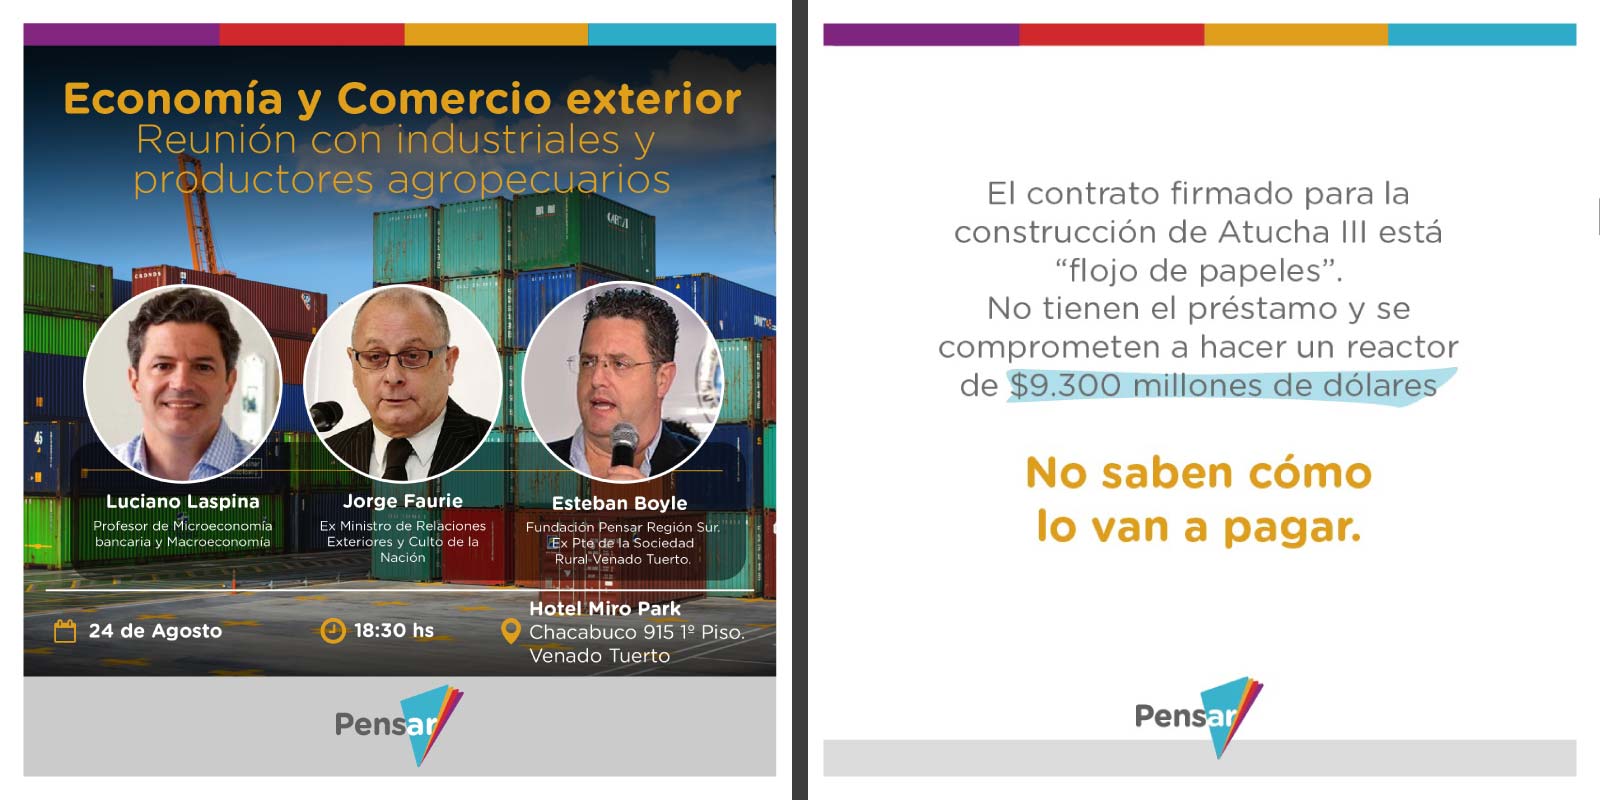 Economía y Comercio exterior
Reunión con industriales y
productores agropecuarios
CRONOS
45
Luciano Laspina
Profesor de Microeconomía
bancaria y Macroeconomía
Jorge Faurie
Ex Ministro de Relaciones
Exteriores y Culto de la
Nación
Esteban Boyle
Fundación Pensar Región Sur.
Ex Pte de la Sociedad
Rural Venado Tuerto.
24 de Agosto
18:30 hs
Hotel Miro Park
Chacabuco 915 1º Piso.
Venado Tuerto
Pensar
El contrato firmado para la
construcción de Atucha III está
“flojo de papeles”.
No tienen el préstamo y se
comprometen a hacer un reactor
de $9.300 millones de dólares
No saben cómo
lo van a pagar.
Pensar